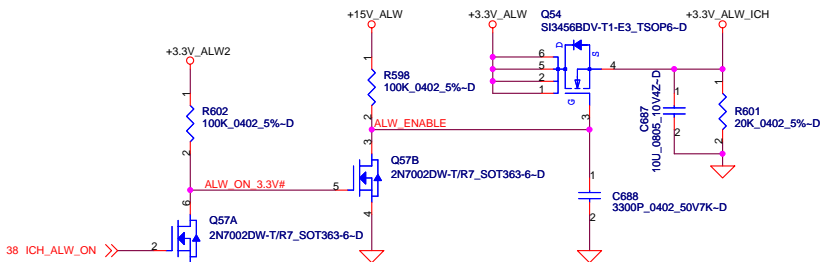 +15V_ALW
+3.3V_ALW
Q54
SI3456BDV-T1-E3_TSOP6~D
+3.3V_ALW_ICH
+3.3V_ALW2
1
R598
100K_0402_5%~D
2
6
5
2
1
D
S
G
4
3
1
C687
10U_0805_10V4Z~D
2
1
R601
20K_0402_5%~D
2
1
R602
100K_0402_5%~D
2
ALW_ENABLE
3
Q57B
2N7002DW-T/R7_SOT363-6~D
5
4
ALW_ON_3.3V#
1
C688
3300P_0402_50V7K~D
2
6
Q57A
2N7002DW-T/R7_SOT363-6~D
38 ICH_ALW_ON
2